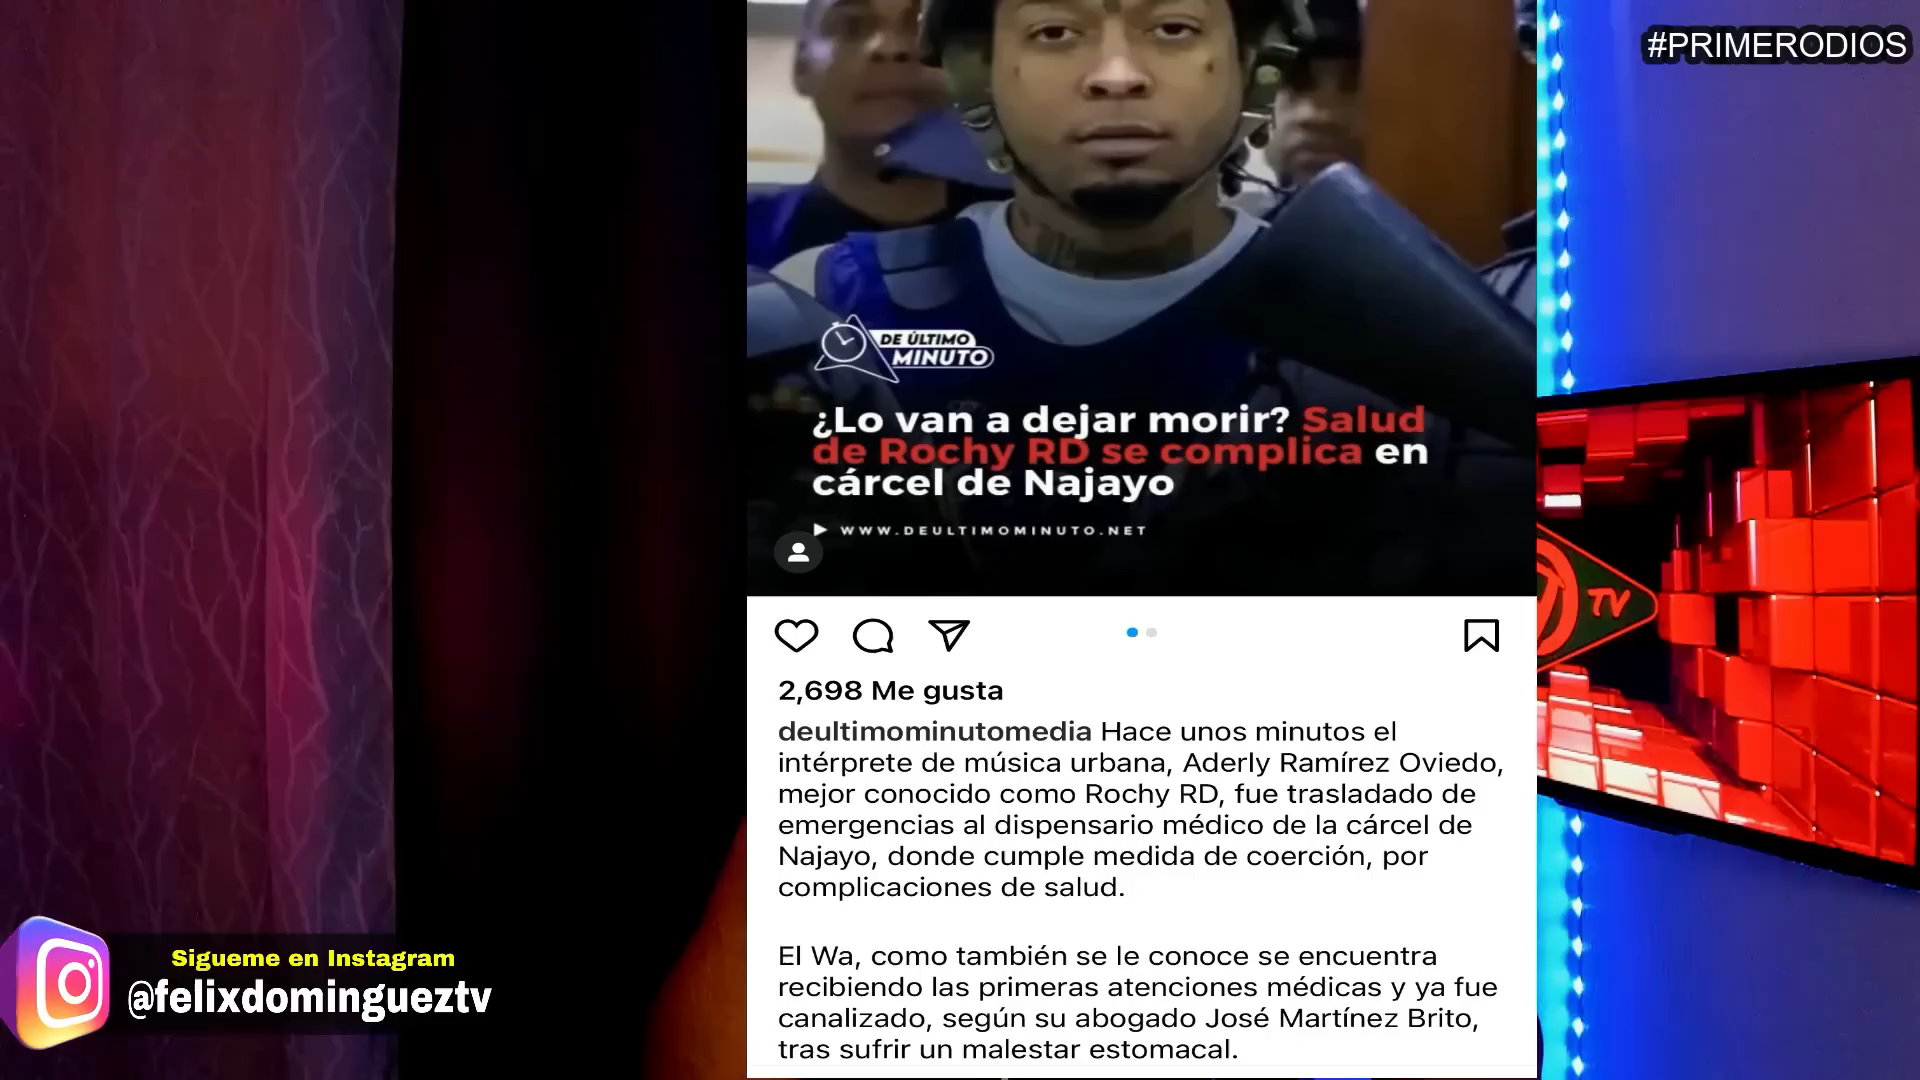 #PRIMERODIOS
DE ÚLTIMO
MINUTO
¿Lo van a dejar morir? Salud
de Rochy RD se complica en
cárcel de Najayo
WWW.DEULTIMOMINUTO.NET
TV
2,698 Me gusta
deultimominutomedia Hace unos minutos el
intérprete de música urbana, Aderly Ramírez Oviedo,
mejor conocido como Rochy RD, fue trasladado de
emergencias al dispensario médico de la cárcel de
Najayo, donde cumple medida de coerción, por
complicaciones de salud.
El Wa, como también se le conoce se encuentra
recibiendo las primeras atenciones médicas y ya fue
canalizado, según su abogado José Martínez Brito,
tras sufrir un malestar estomacal.
Sigueme en Instagram
@felixdomingueztv